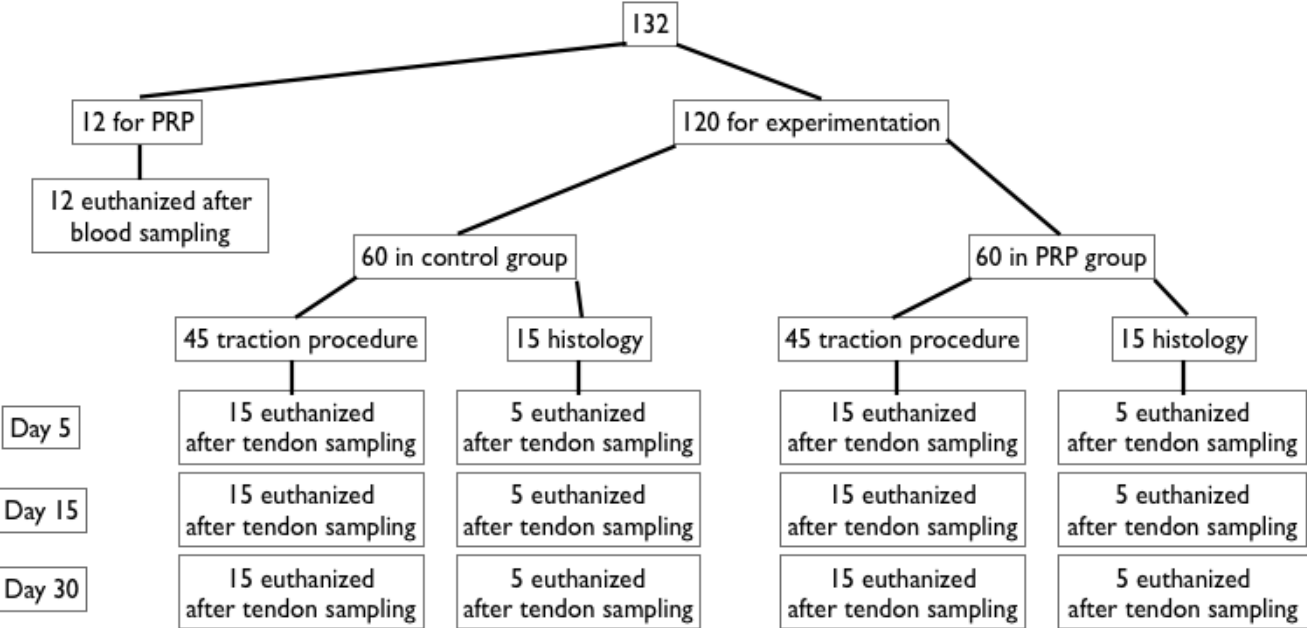 132
12 for PRP
120 for experimentation
12 euthanized after
blood sampling
60 in control group
60 in PRP group
45 traction procedure
15 histology
45 traction procedure
15 histology
Day 5
15 euthanized
after tendon sampling
5 euthanized
after tendon sampling
15 euthanized
after tendon sampling
5 euthanized
after tendon sampling
Day 15
15 euthanized
after tendon sampling
5 euthanized
after tendon sampling
15 euthanized
after tendon sampling
5 euthanized
after tendon sampling
Day 30
15 euthanized
after tendon sampling
5 euthanized
after tendon sampling
15 euthanized
after tendon sampling
5 euthanized
after tendon sampling